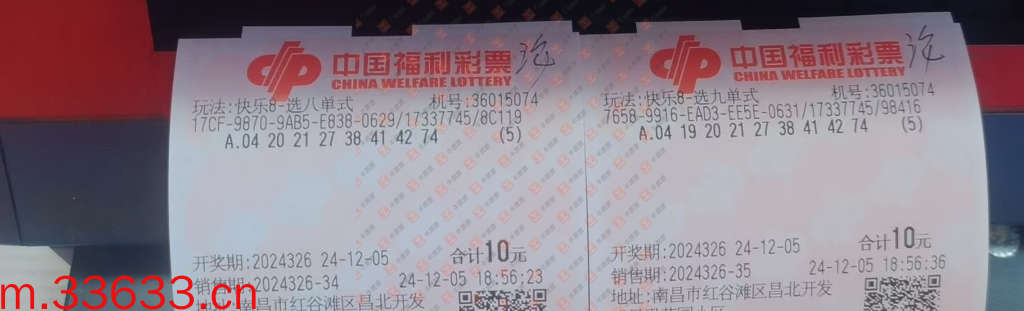 中国福利彩票
CHINA WELFARE LOTTERY
玩法:快乐8-选八单式 机号:36015074
17CF-9870-9AB5-E838-0629/17337745/8C119
A.04 20 21 27 38 41 42 74 (5)
开奖期:2024326 24-12-05 合计10元
销售期:2024326-34 24-12-05 18:56:23
南昌市红谷滩区昌北开发
中国福利彩票
CHINA WELFARE LOTTERY
玩法:快乐8-选九单式 机号:36015074
7658-9916-EAD3-EE5E-0631/17337745/98416
A.04 19 20 21 27 38 41 42 74 (5)
开奖期:2024326 24-12-05 合计10元
销售期:2024326-35 24-12-05 18:56:36
地址:南昌市红谷滩区昌北开发
m.33633.cn